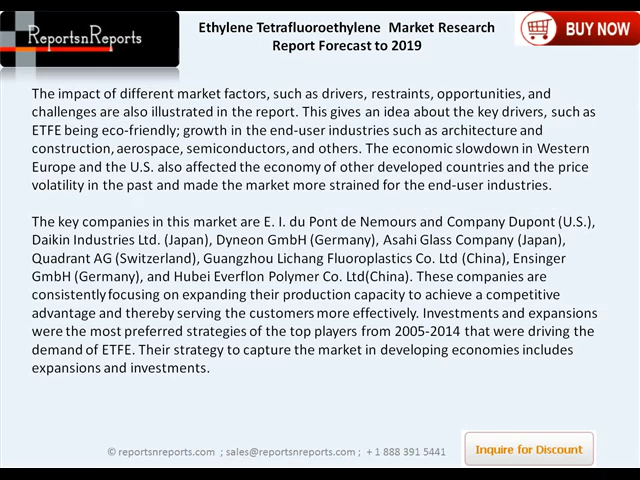 ReportsnReports
Ethylene Tetrafluoroethylene Market Research
Report Forecast to 2019
BUY NOW
The impact of different market factors, such as drivers, restraints, opportunities, and
challenges are also illustrated in the report. This gives an idea about the key drivers, such as
ETFE being eco-friendly; growth in the end-user industries such as architecture and
construction, aerospace, semiconductors, and others. The economic slowdown in Western
Europe and the U.S. also affected the economy of other developed countries and the price
volatility in the past and made the market more strained for the end-user industries.
The key companies in this market are E. I. du Pont de Nemours and Company Dupont (U.S.),
Daikin Industries Ltd. (Japan), Dyneon GmbH (Germany), Asahi Glass Company (Japan),
Quadrant AG (Switzerland), Guangzhou Lichang Fluoroplastics Co. Ltd (China), Ensinger
GmbH (Germany), and Hubei Everflon Polymer Co. Ltd(China). These companies are
consistently focusing on expanding their production capacity to achieve a competitive
advantage and thereby serving the customers more effectively. Investments and expansions
were the most preferred strategies of the top players from 2005-2014 that were driving the
demand of ETFE. Their strategy to capture the market in developing economies includes
expansions and investments.
© reportsnreports.com ; sales@reportsnreports.com ; + 1 888 391 5441
Inquire for Discount